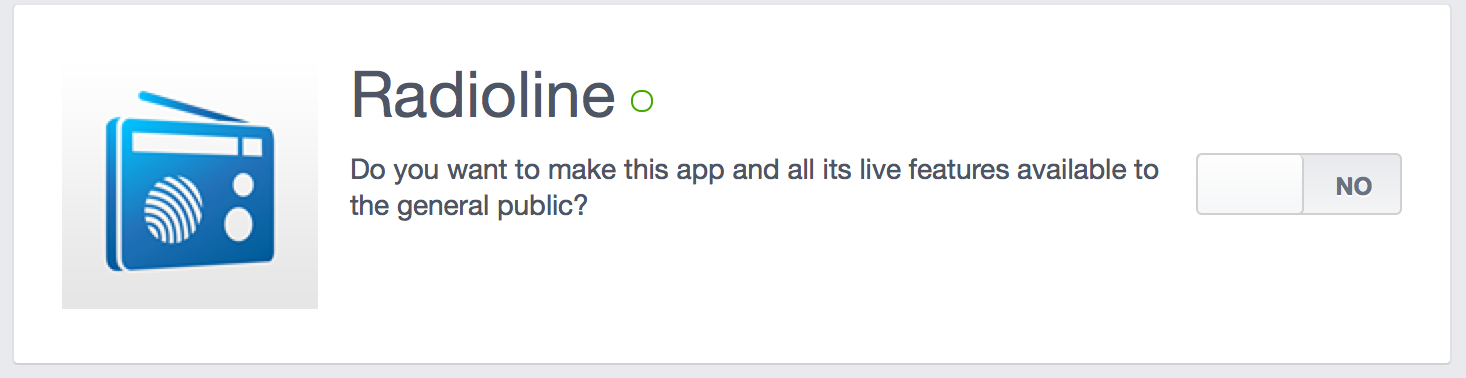 Radioline
Do you want to make this app and all its live features available to
the general public?
NO